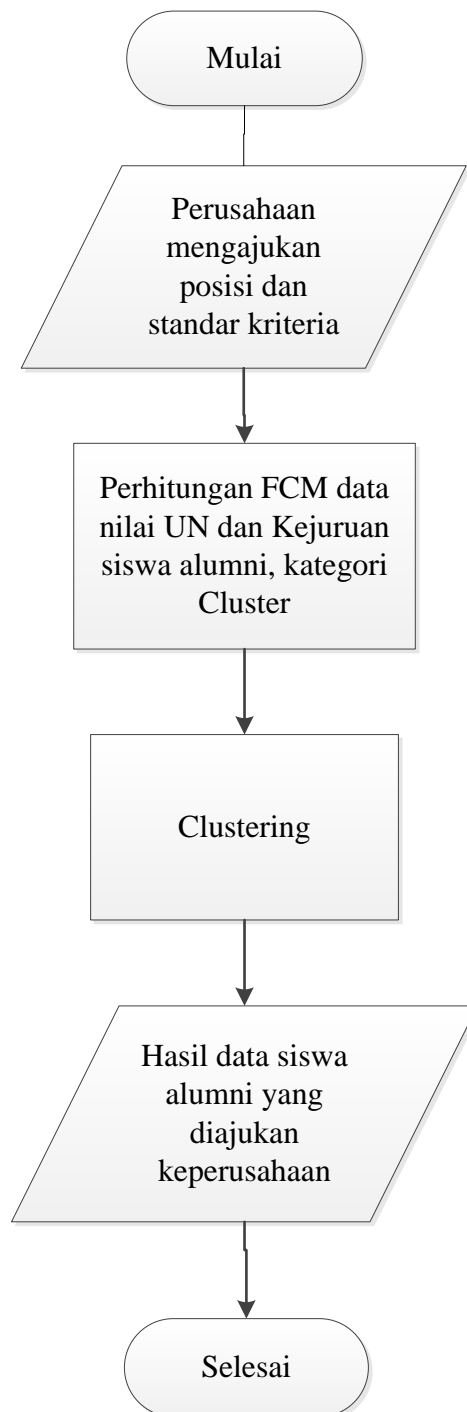 Mulai
Perusahaan
mengajukan
posisi dan
standar kriteria
Perhitungan FCM data
nilai UN dan Kejuruan
siswa alumni, kategori
Cluster
Clustering
Hasil data siswa
alumni yang
diajukan
keperusahaan
Selesai